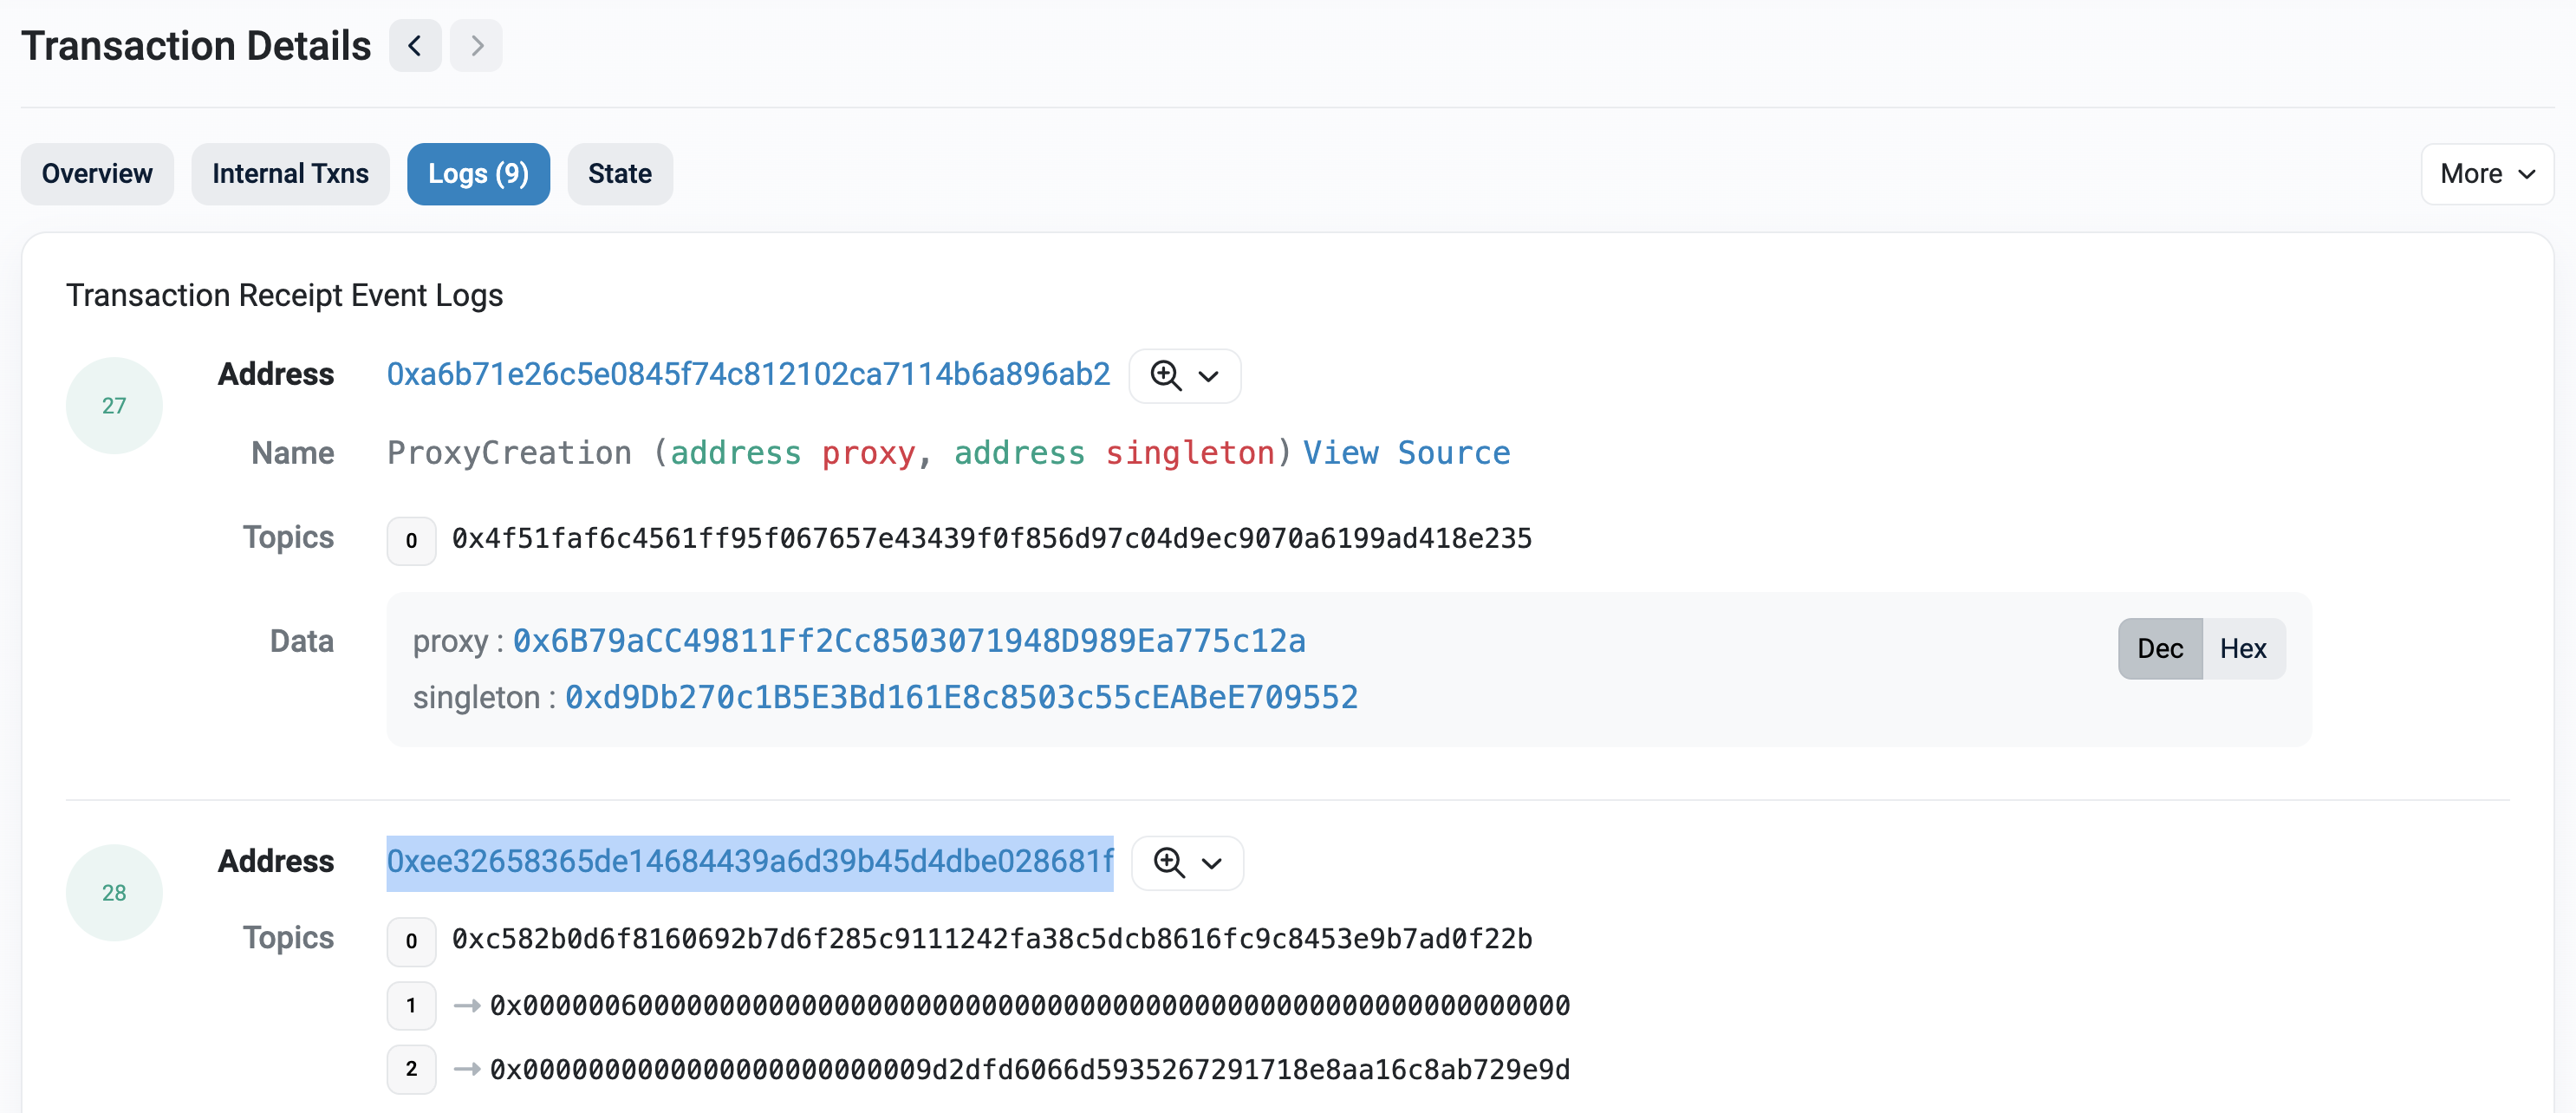 Transaction Details
Overview Internal Txns Logs (9) State More
Transaction Receipt Event Logs
27 Address 0xa6b71e26c5e0845f74c812102ca7114b6a896ab2
Name ProxyCreation (address proxy, address singleton) View Source
Topics 0 0x4f51faf6c4561ff95f067657e43439f0f856d97c04d9ec9070a6199ad418e235
Data proxy : 0x6B79aCC49811Ff2Cc8503071948D989Ea775c12a Dec Hex
singleton : 0xd9Db270c1B5E3Bd161E8c8503c55cEABeE709552
28 Address 0xee32658365de14684439a6d39b45d4dbe028681f
Topics 0 0xc582b0d6f8160692b7d6f285c9111242fa38c5dcb8616fc9c8453e9b7ad0f22b
1 0x0000006000000000000000000000000000000000000000000000000000000000
2 0x0000000000000000000000009d2dfd6066d5935267291718e8aa16c8ab729e9d